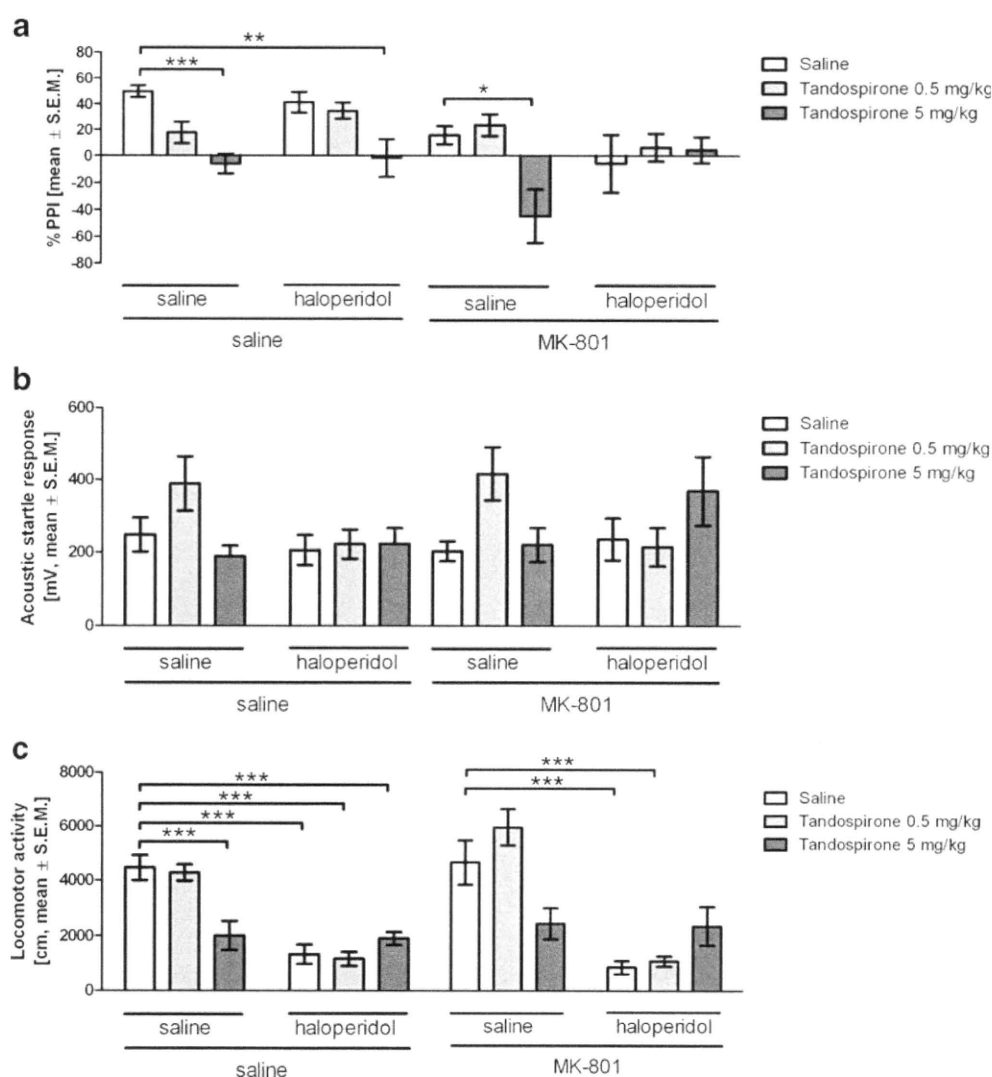 a
% PPI [mean ± S.E.M.]
80
60
40
20
0
-20
-40
-60
-80
**
***
*
Saline
Tandospirone 0.5 mg/kg
Tandospirone 5 mg/kg
saline
haloperidol
saline
haloperidol
saline
MK-801
b
Acoustic startle response
[mV, mean ± S.E.M.]
600
400
200
0
Saline
Tandospirone 0.5 mg/kg
Tandospirone 5 mg/kg
saline
haloperidol
saline
haloperidol
saline
MK-801
c
Locomotor activity
[cm, mean ± S.E.M.]
8000
6000
4000
2000
0
***
***
***
***
***
***
Saline
Tandospirone 0.5 mg/kg
Tandospirone 5 mg/kg
saline
haloperidol
saline
haloperidol
saline
MK-801